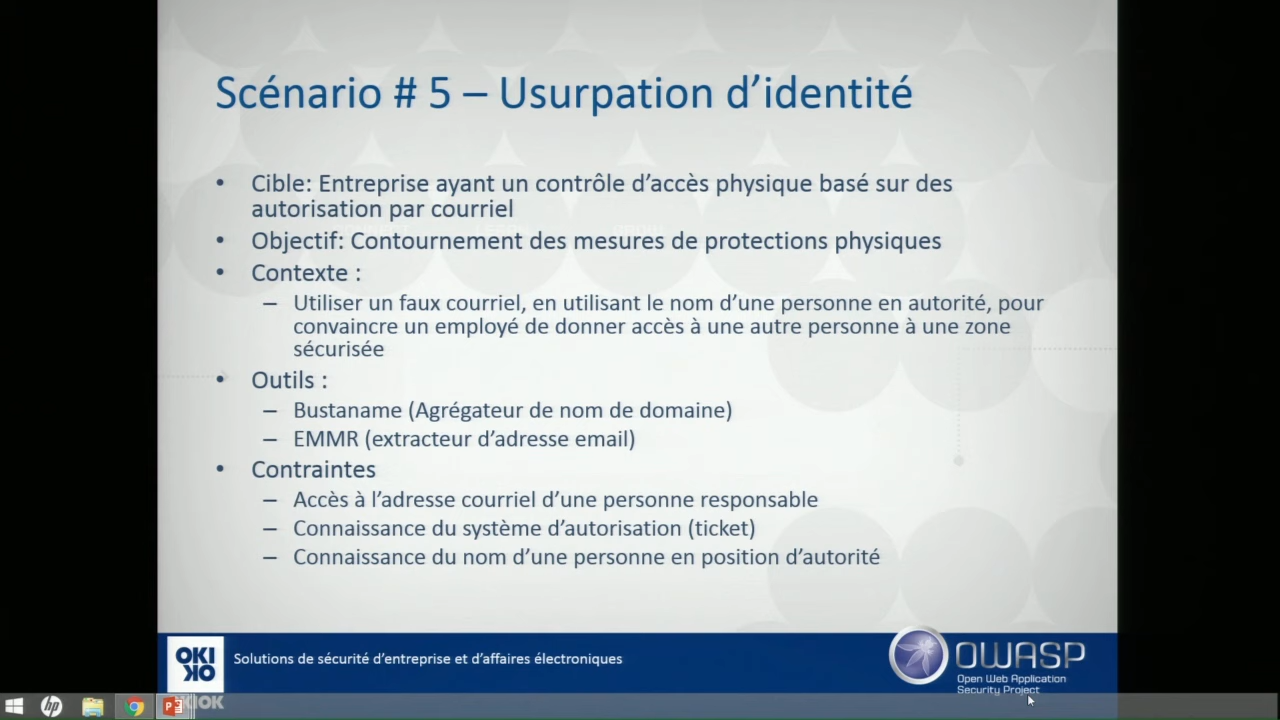 Scénario # 5 – Usurpation d’identité
• Cible: Entreprise ayant un contrôle d’accès physique basé sur des
autorisation par courriel
• Objectif: Contournement des mesures de protections physiques
• Contexte :
– Utiliser un faux courriel, en utilisant le nom d’une personne en autorité, pour
convaincre un employé de donner accès à une autre personne à une zone
sécurisée
• Outils :
– Bustaname (Agrégateur de nom de domaine)
– EMMR (extracteur d’adresse email)
• Contraintes
– Accès à l’adresse courriel d’une personne responsable
– Connaissance du système d’autorisation (ticket)
– Connaissance du nom d’une personne en position d’autorité
OKI
OK
Solutions de sécurité d’entreprise et d’affaires électroniques
OWASP
Open Web Application
Security Project
hp